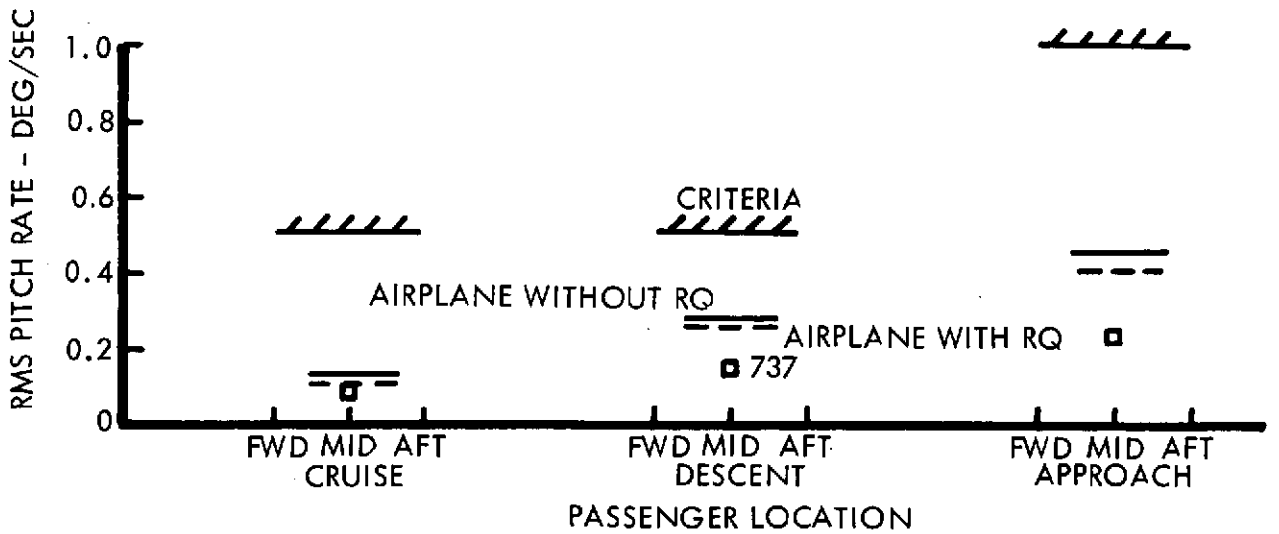 RMS PITCH RATE - DEG/SEC
1.0
0.8
0.6
0.4
0.2
0
CRITERIA
AIRPLANE WITHOUT RQ
AIRPLANE WITH RQ
737
FWD MID AFT
CRUISE
FWD MID AFT
DESCENT
FWD MID AFT
APPROACH
PASSENGER LOCATION